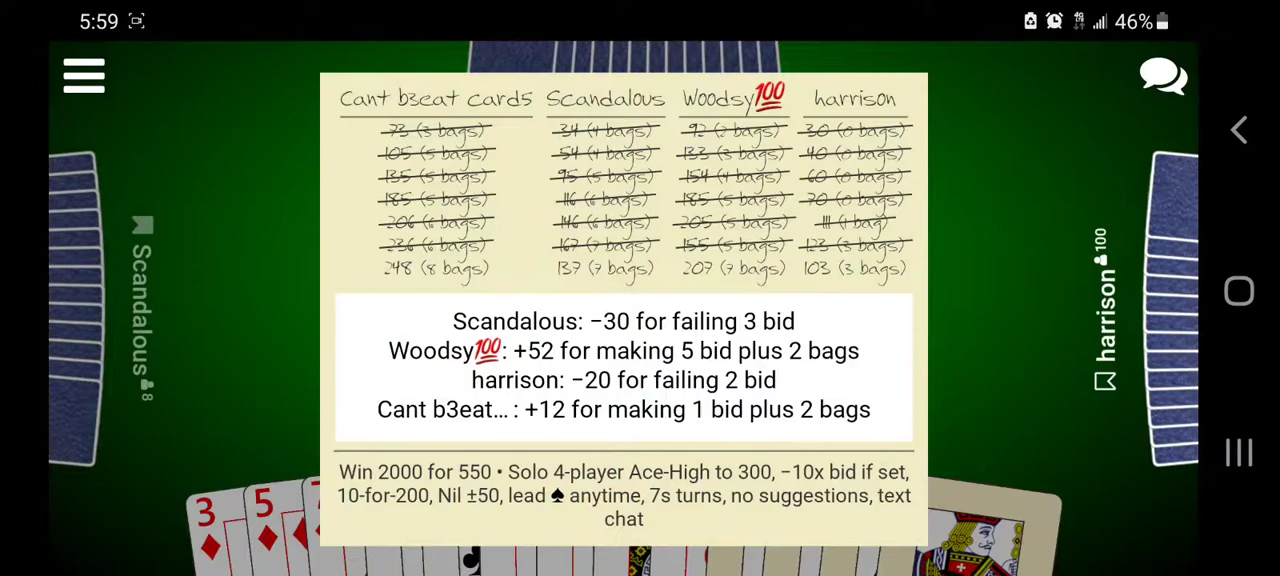 5:59 46%
Cant b3eat cards Scandalous Woodsy💯 harrison
73 (3 bags) 34 (4 bags) 92 (2 bags) 30 (0 bags)
105 (5 bags) 54 (4 bags) 133 (3 bags) 40 (0 bags)
135 (5 bags) 95 (5 bags) 154 (4 bags) 60 (0 bags)
185 (5 bags) 116 (6 bags) 185 (5 bags) 70 (0 bags)
206 (6 bags) 146 (6 bags) 205 (5 bags) 111 (1 bag)
236 (6 bags) 167 (7 bags) 155 (5 bags) 123 (3 bags)
248 (8 bags) 137 (7 bags) 207 (7 bags) 103 (3 bags)
Scandalous: −30 for failing 3 bid
Woodsy💯: +52 for making 5 bid plus 2 bags
harrison: −20 for failing 2 bid
Cant b3eat... : +12 for making 1 bid plus 2 bags
Win 2000 for 550 • Solo 4-player Ace-High to 300, −10x bid if set,
10-for-200, Nil ±50, lead ♠ anytime, 7s turns, no suggestions, text
chat
Scandalous 8
harrison 100
3 5